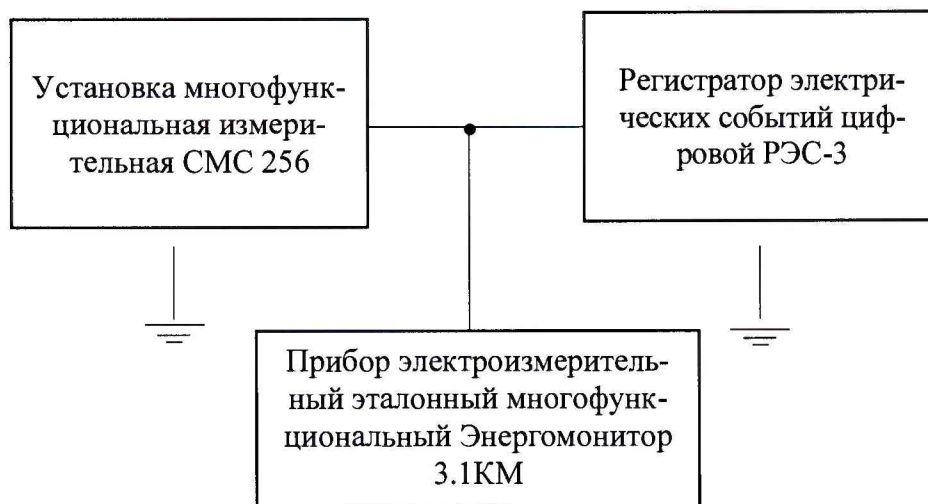 Установка многофунк-
циональная измери-
тельная СМС 256
Регистратор электри-
ческих событий циф-
ровой РЭС-3
Прибор электроизмеритель-
ный эталонный многофунк-
циональный Энергомонитор
3.1КМ